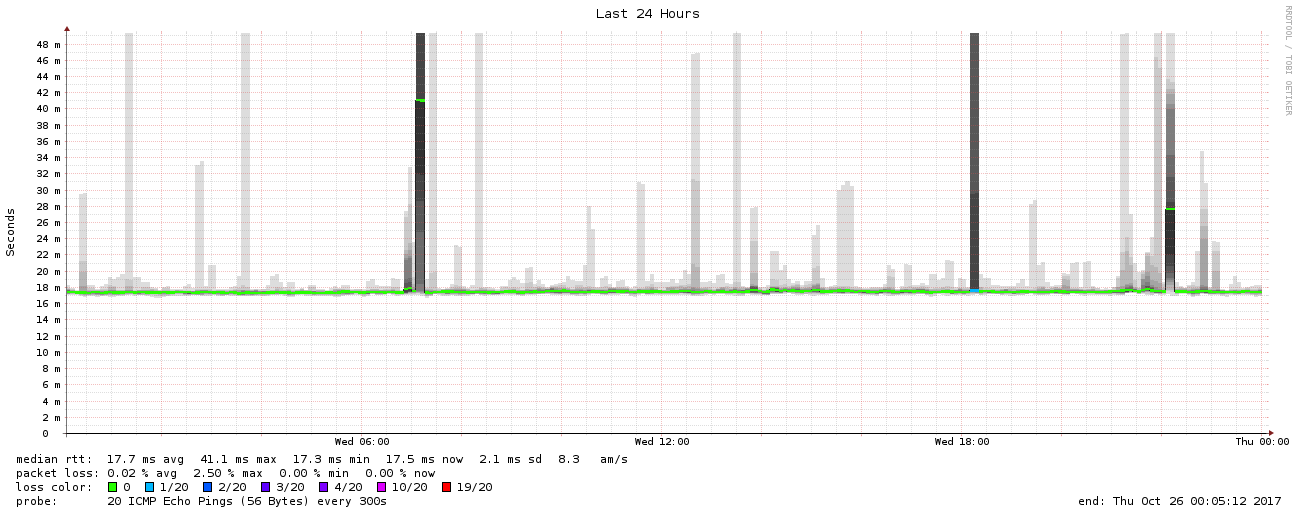 Last 24 Hours
RRDTOOL / TOBI OETIKER
Seconds
48 m
46 m
44 m
42 m
40 m
38 m
36 m
34 m
32 m
30 m
28 m
26 m
24 m
22 m
20 m
18 m
16 m
14 m
12 m
10 m
8 m
6 m
4 m
2 m
0
Wed 06:00 Wed 12:00 Wed 18:00 Thu 00:00
median rtt: 17.7 ms avg 41.1 ms max 17.3 ms min 17.5 ms now 2.1 ms sd 8.3 am/s
packet loss: 0.02 % avg 2.50 % max 0.00 % min 0.00 % now
loss color: 0 1/20 2/20 3/20 4/20 10/20 19/20
probe: 20 ICMP Echo Pings (56 Bytes) every 300s end: Thu Oct 26 00:05:12 2017